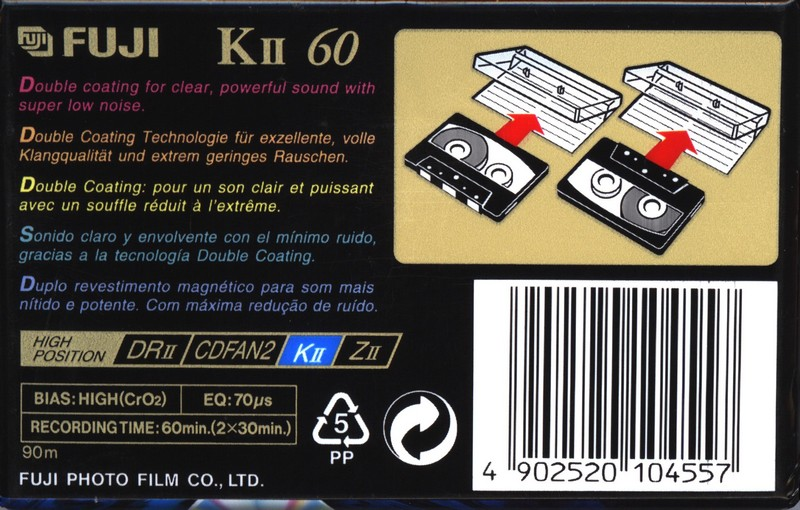 FUJI
FUJI KII 60
Double coating for clear, powerful sound with
super low noise.
Double Coating Technologie für exzellente, volle
Klangqualität und extrem geringes Rauschen.
Double Coating: pour un son clair et puissant
avec un souffle réduit à l'extrême.
Sonido claro y envolvente con el mínimo ruido,
gracias a la tecnología Double Coating.
Duplo revestimento magnético para som mais
nítido e potente. Com máxima redução de ruído.
HIGH
POSITION
DRII CDFAN2 KII ZII
BIAS: HIGH(CrO2) EQ: 70µs
RECORDING TIME: 60min.(2×30min.)
90m
FUJI PHOTO FILM CO., LTD.
5
PP
4 902520 104557